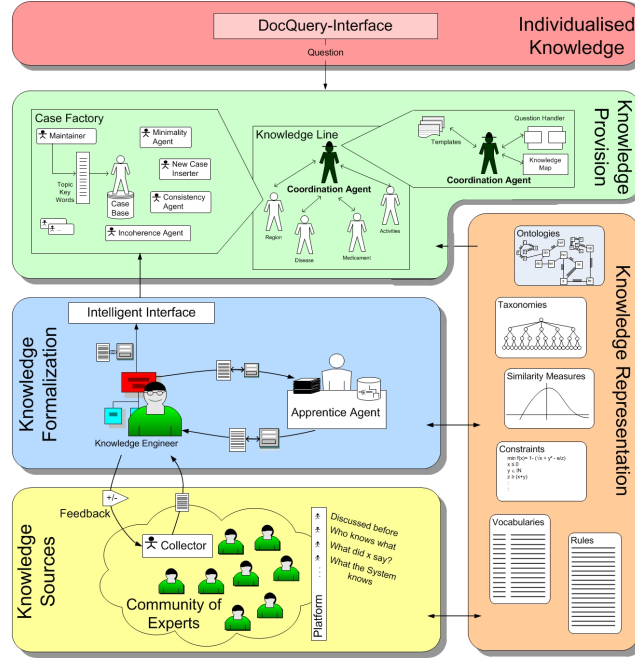 DocQuery-Interface
Individualised
Knowledge
Question
Knowledge
Provision
Case Factory
Maintainer
Minimality
Agent
New Case
Inserter
Topic
Key
Words
Case
Base
Consistency
Agent
...
Incoherence Agent
Knowledge Line
Coordination Agent
Region
Disease
Medicament
Activities
Templates
Question Handler
Knowledge
Map
Coordination Agent
Knowledge
Formalization
Intelligent Interface
Knowledge Engineer
Apprentice Agent
Knowledge Representation
Ontologies
Taxonomies
Similarity Measures
Constraints
x ≤ 0
z ≥ (x+y)
Vocabularies
Rules
Knowledge
Sources
+/-
Feedback
Collector
Community of
Experts
Platform
Discussed before
Who knows what
What did x say?
What the System
knows